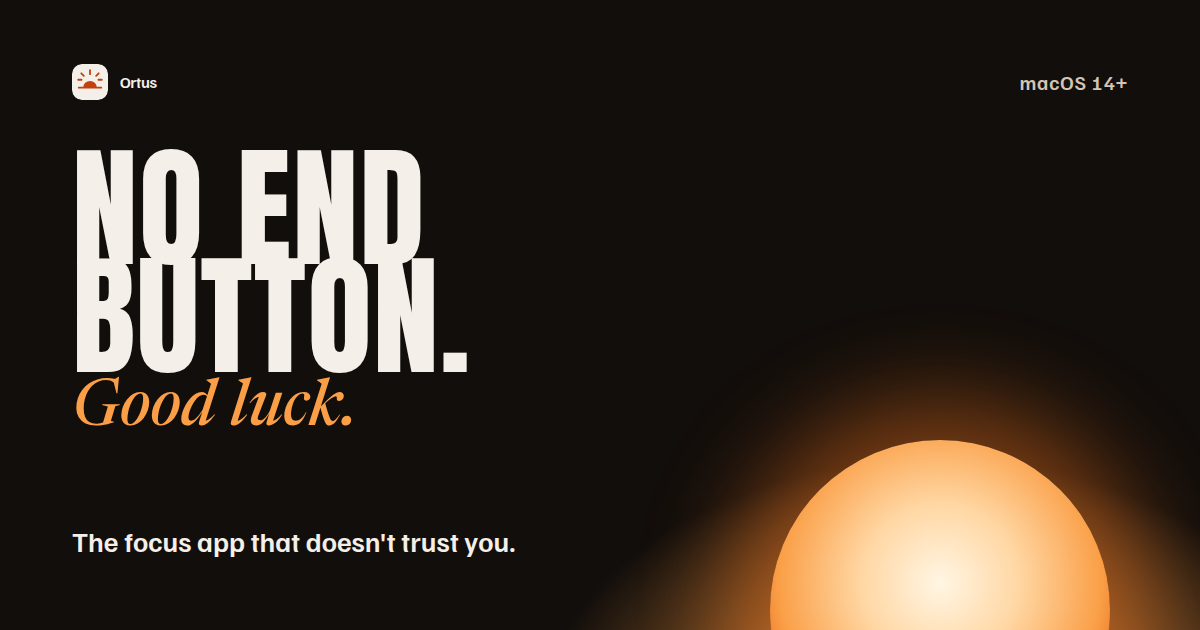 Ortus
macOS 14+
NO END
BUTTON.
Good luck.
The focus app that doesn't trust you.